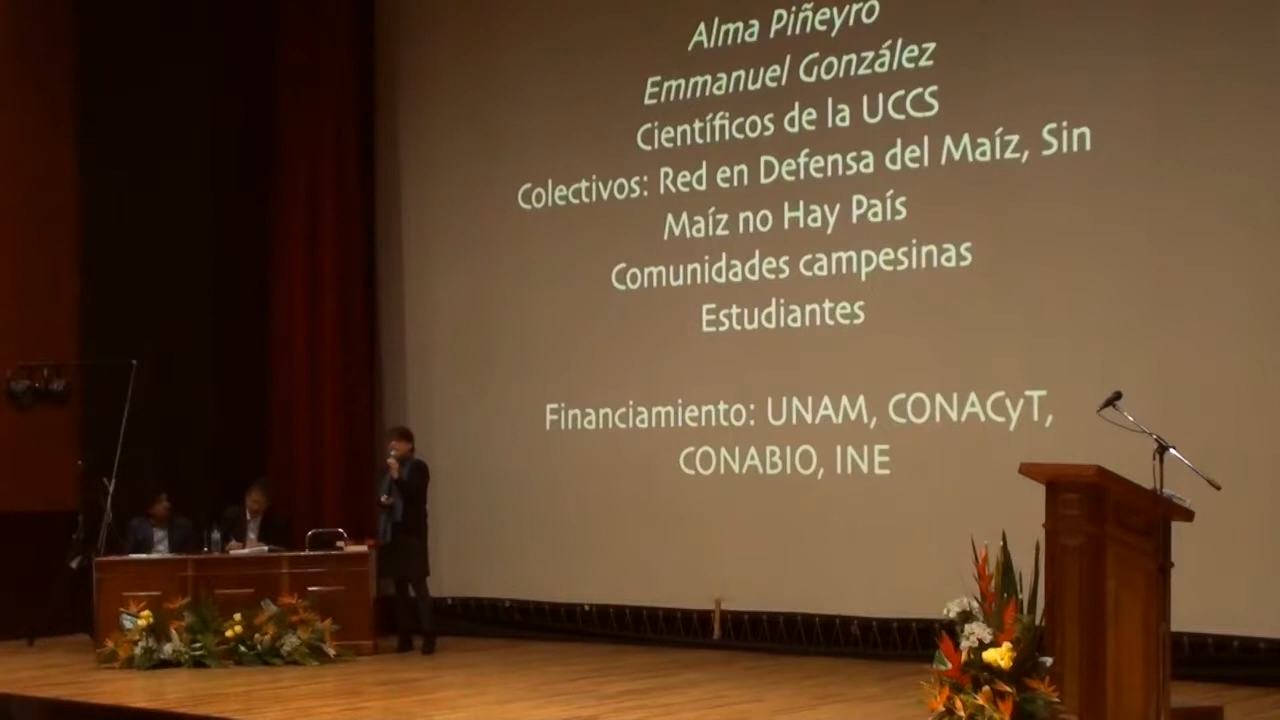 Alma Piñeyro
Emmanuel González
Científicos de la UCCS
Colectivos: Red en Defensa del Maíz, Sin
Maíz no Hay País
Comunidades campesinas
Estudiantes
Financiamiento: UNAM, CONACyT,
CONABIO, INE